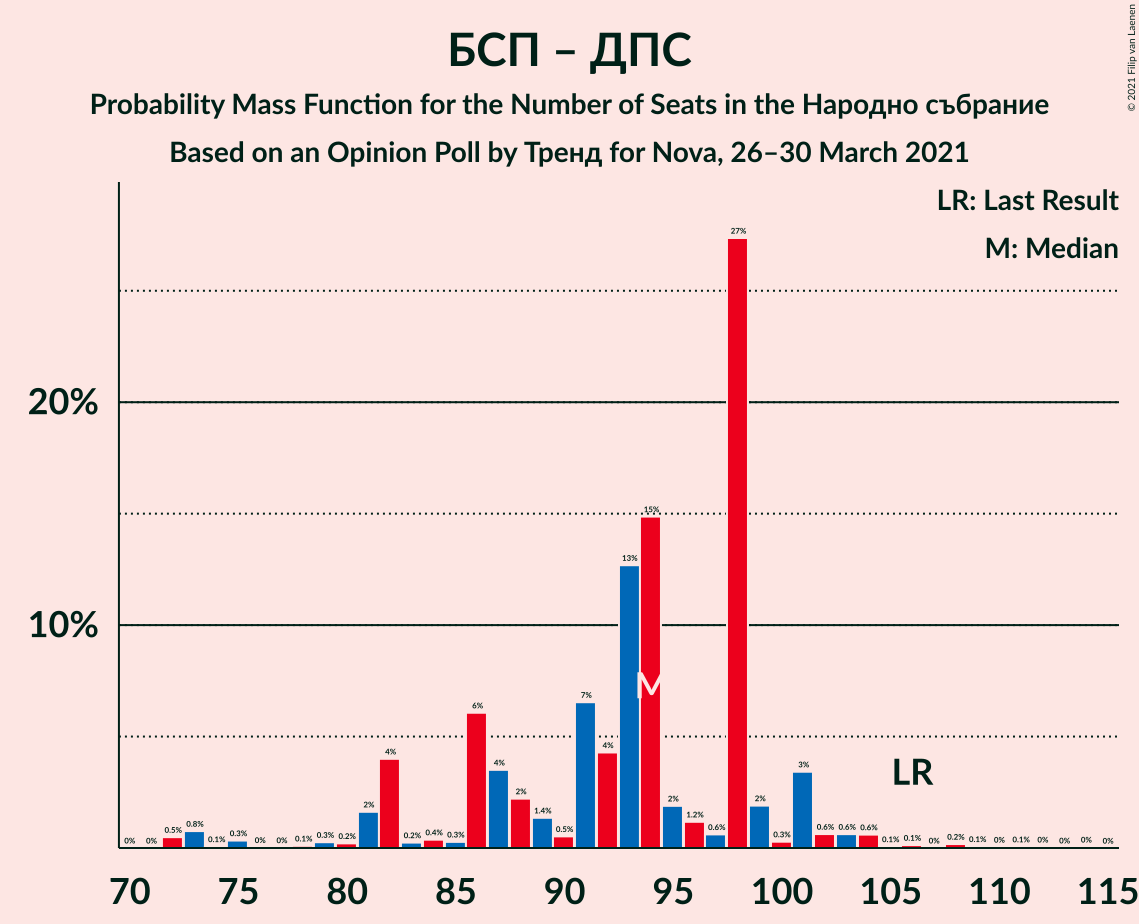 БСП – ДПС
Probability Mass Function for the Number of Seats in the Народно събрание
Based on an Opinion Poll by Тренд for Nova, 26–30 March 2021
© 2021 Filip van Laenen
LR: Last Result
M: Median
20%
10%
0% 0% 0.5% 0.8% 0.1% 0.3% 0% 0% 0.1% 0.3% 0.2% 2% 4% 0.2% 0.4% 0.3% 6% 4% 2% 1.4% 0.5% 7% 4% 13% 15% 2% 1.2% 0.6% 27% 2% 0.3% 3% 0.6% 0.6% 0.6% 0.1% 0.1% 0% 0.2% 0.1% 0% 0.1% 0% 0% 0% 0%
M
LR
70 75 80 85 90 95 100 105 110 115